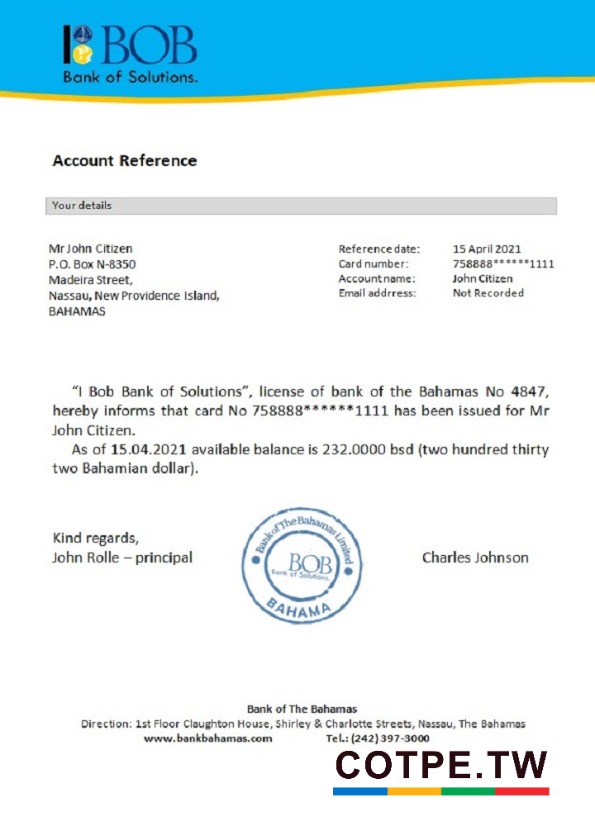 BOB
Bank of Solutions.
Account Reference
Your details
Mr John Citizen
P.O. Box N-8350
Madeira Street,
Nassau, New Providence Island,
BAHAMAS
Reference date: 15 April 2021
Card number: 758888******1111
Account name: John Citizen
Email addrress: Not Recorded
“I Bob Bank of Solutions”, license of bank of the Bahamas No 4847,
hereby informs that card No 758888******1111 has been issued for Mr
John Citizen.
As of 15.04.2021 available balance is 232.0000 bsd (two hundred thirty
two Bahamian dollar).
Kind regards,
John Rolle – principal
Bank of The Bahamas Limited
BOB
Bank of Solutions.
BAHAMA
Charles Johnson
Bank of The Bahamas
Direction: 1st Floor Claughton House, Shirley & Charlotte Streets, Nassau, The Bahamas
www.bankbahamas.com Tel.: (242) 397-3000
COTPE.TW